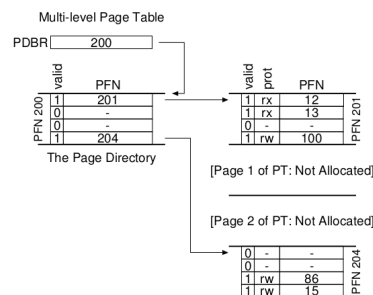 Multi-level Page Table
PDBR 200
valid PFN
PFN 200
1 201
0 -
0 -
1 204
The Page Directory
valid prot PFN
PFN 201
1 rx 12
1 rx 13
0 - -
1 rw 100
[Page 1 of PT: Not Allocated]
[Page 2 of PT: Not Allocated]
PFN 204
0 - -
0 - -
1 rw 86
1 rw 15